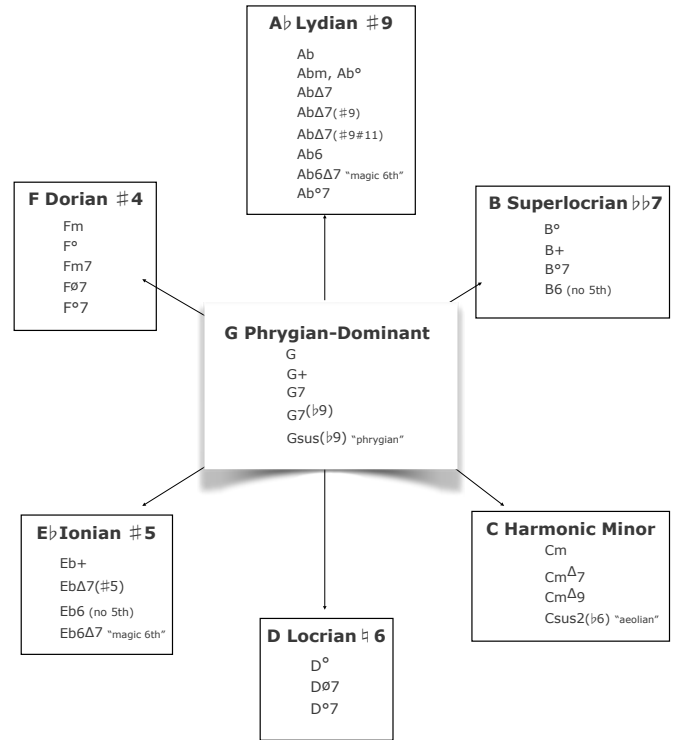 A♭ Lydian ♯9
Ab
Abm, Ab°
AbΔ7
AbΔ7(♯9)
AbΔ7(♯9#11)
Ab6
Ab6Δ7 "magic 6th"
Ab°7
F Dorian ♯4
Fm
F°
Fm7
Fø7
F°7
B Superlocrian ♭♭7
B°
B+
B°7
B6 (no 5th)
G Phrygian-Dominant
G
G+
G7
G7(♭9)
Gsus(♭9) "phrygian"
E♭ Ionian ♯5
Eb+
EbΔ7(♯5)
Eb6 (no 5th)
Eb6Δ7 "magic 6th"
D Locrian ♮6
D°
Dø7
D°7
C Harmonic Minor
Cm
CmΔ7
CmΔ9
Csus2(♭6) "aeolian"